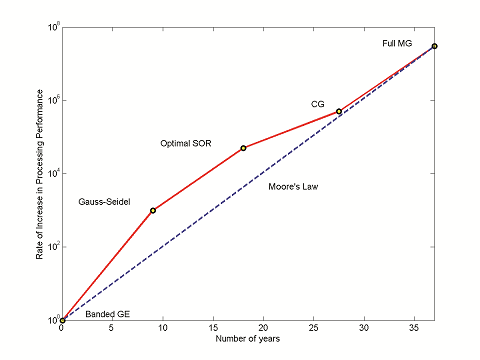 10^8
Full MG
10^6
CG
Optimal SOR
10^4
Moore's Law
Gauss-Seidel
10^2
Banded GE
10^0
0 5 10 15 20 25 30 35
Number of years
Rate of Increase in Processing Performance